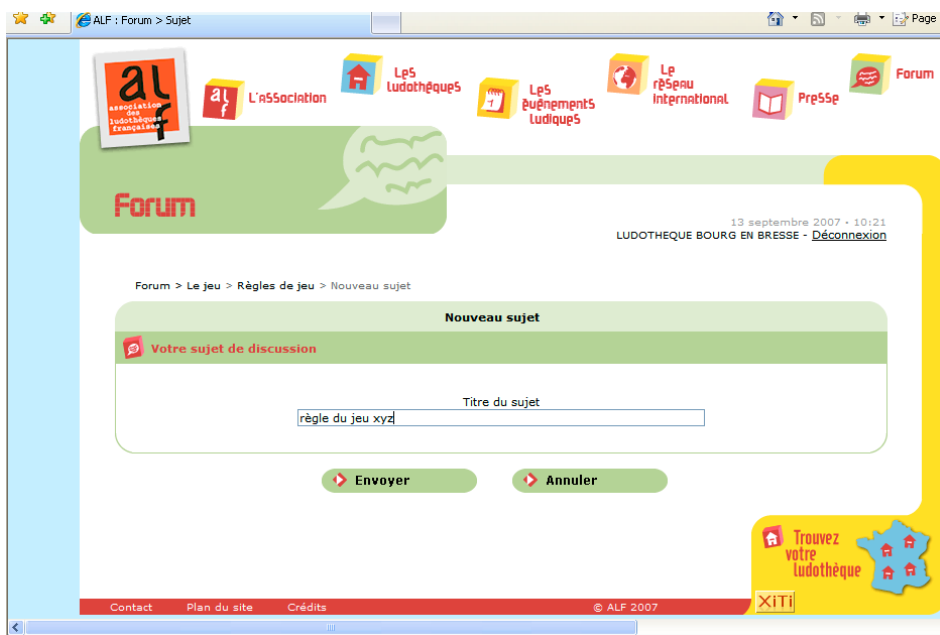 ALF : Forum > Sujet
Page
al
f
association
des
ludothèques
françaises
al
f
L'aSSociation
LeS
ludothèqueS
LeS
évènementS
ludiqueS
Le
rèSeau
international
PreSSe
Forum
Forum
13 septembre 2007 - 10:21
LUDOTHEQUE BOURG EN BRESSE - Déconnexion
Forum > Le jeu > Règles de jeu > Nouveau sujet
Nouveau sujet
Votre sujet de discussion
Titre du sujet
règle du jeu xyz
Envoyer
Annuler
Trouvez
votre
ludothèque
XiTi
Contact Plan du site Crédits © ALF 2007